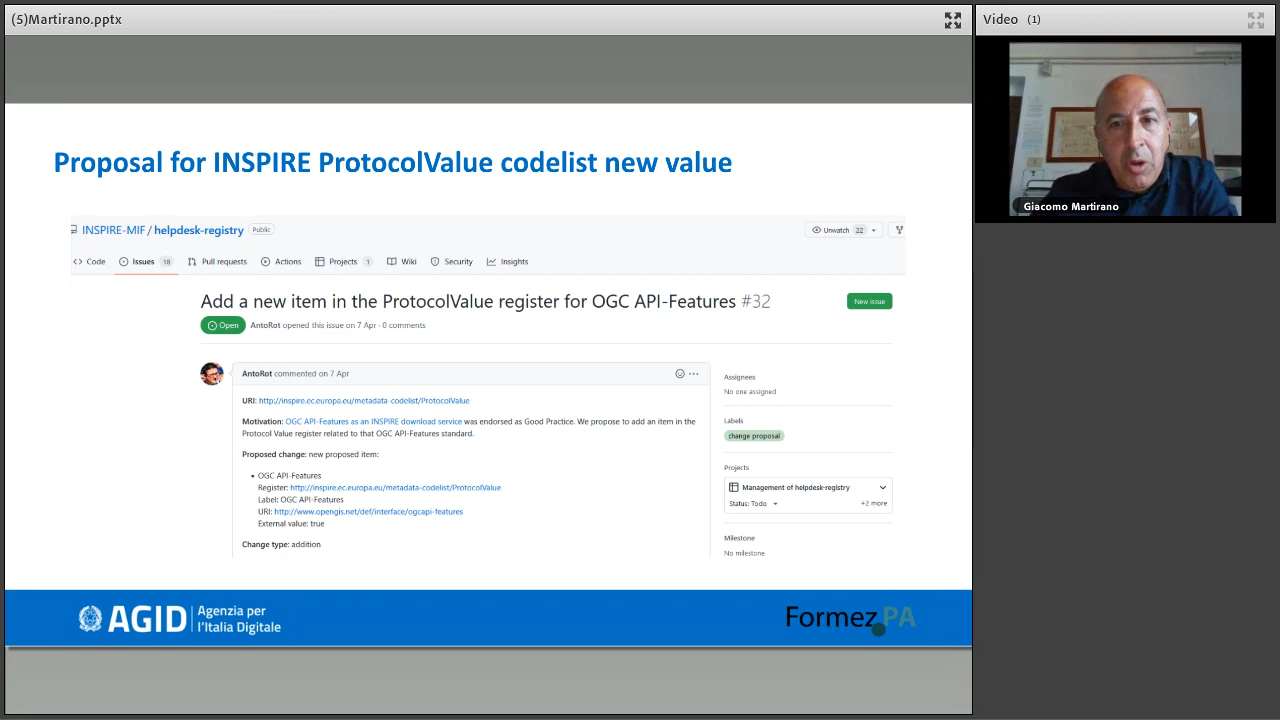 (5)Martirano.pptx
Video (1)
Giacomo Martirano
Proposal for INSPIRE ProtocolValue codelist new value
INSPIRE-MIF / helpdesk-registry Public
Unwatch 22
Code Issues 18 Pull requests Actions Projects 1 Wiki Security Insights
Add a new item in the ProtocolValue register for OGC API-Features #32
New issue
Open AntoRot opened this issue on 7 Apr · 0 comments
AntoRot commented on 7 Apr
URI: http://inspire.ec.europa.eu/metadata-codelist/ProtocolValue
Motivation: OGC API-Features as an INSPIRE download service was endorsed as Good Practice. We propose to add an item in the
Protocol Value register related to that OGC API-Features standard.
Proposed change: new proposed item:
• OGC API-Features
Register: http://inspire.ec.europa.eu/metadata-codelist/ProtocolValue
Label: OGC API-Features
URI: http://www.opengis.net/def/interface/ogcapi-features
External value: true
Change type: addition
Assignees
No one assigned
Labels
change proposal
Projects
Management of helpdesk-registry
Status: Todo +2 more
Milestone
No milestone
AGID
Agenzia per
l'Italia Digitale
Formez PA